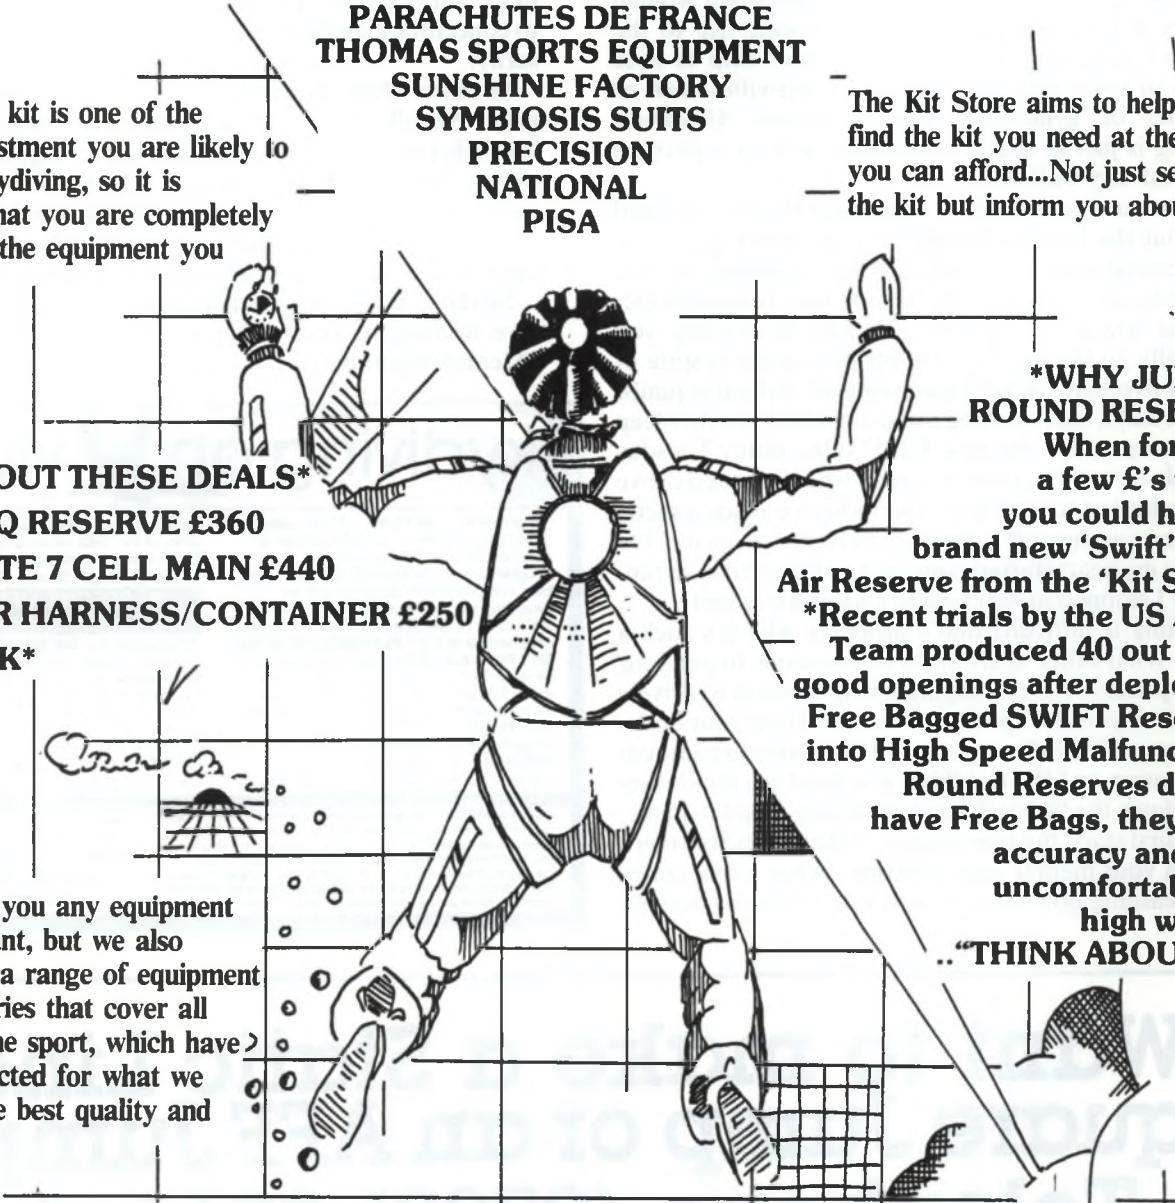 PARACHUTES DE FRANCE
THOMAS SPORTS EQUIPMENT
SUNSHINE FACTORY
SYMBIOSIS SUITS
PRECISION
NATIONAL
PISA
kit is one of the
stment you are likely to
ydiving, so it is
hat you are completely
the equipment you
The Kit Store aims to help
find the kit you need at the
you can afford...Not just se
the kit but inform you abou
OUT THESE DEALS*
Q RESERVE £360
TE 7 CELL MAIN £440
R HARNESS/CONTAINER £250
K*
*WHY JU
ROUND RESE
When for
a few £'s
you could h
brand new 'Swift'
Air Reserve from the 'Kit S
*Recent trials by the US
Team produced 40 out
good openings after deplo
Free Bagged SWIFT Rese
into High Speed Malfunc
Round Reserves d
have Free Bags, they
accuracy and
uncomfortab
high w
.."THINK ABOU
you any equipment
ant, but we also
a range of equipment
ries that cover all
he sport, which have
cted for what we
e best quality and